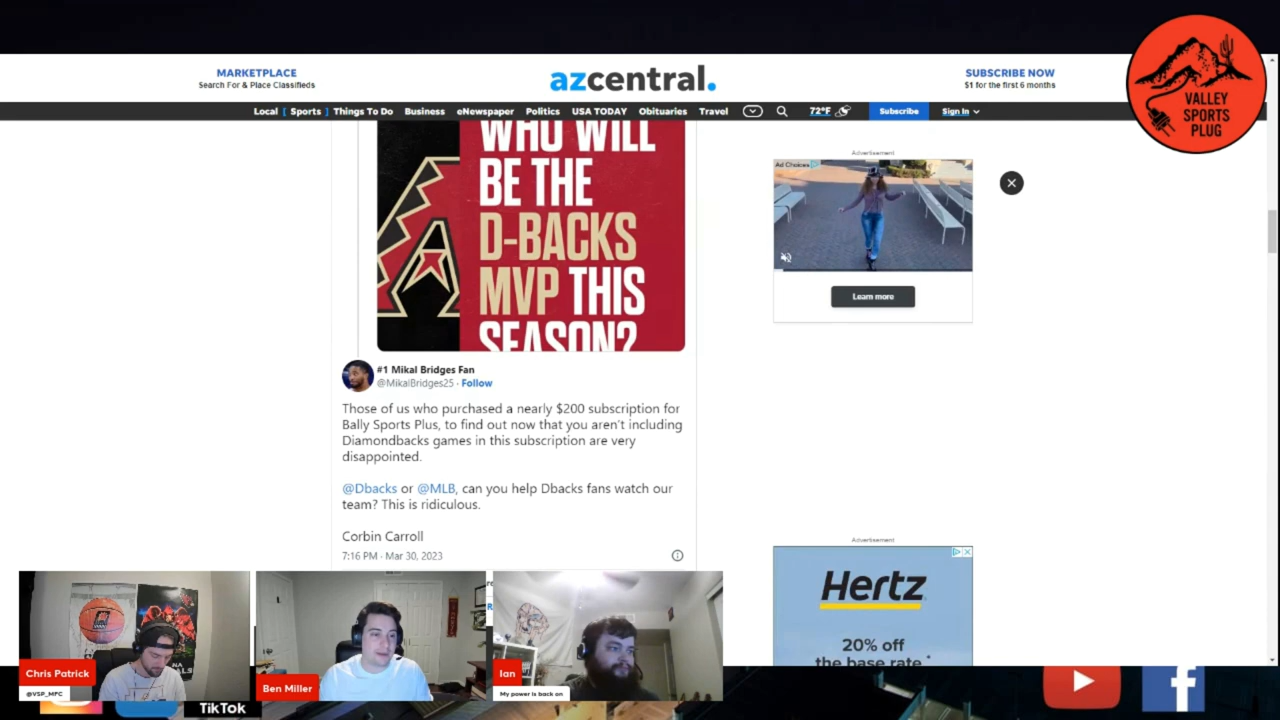 MARKETPLACE
Search For & Place Classifieds
azcentral.
SUBSCRIBE NOW
$1 for the first 6 months
VALLEY
SPORTS
PLUG
Local [ Sports ] Things To Do Business eNewspaper Politics USA TODAY Obituaries Travel 72°F Subscribe Sign In
WHO WILL
BE THE
D-BACKS
MVP THIS
SEASON?
Advertisement
Ad Choices
Learn more
#1 Mikal Bridges Fan
@MikalBridges25 · Follow
Those of us who purchased a nearly $200 subscription for
Bally Sports Plus, to find out now that you aren't including
Diamondbacks games in this subscription are very
disappointed.
@Dbacks or @MLB, can you help Dbacks fans watch our
team? This is ridiculous.
Corbin Carroll
7:16 PM · Mar 30, 2023
Advertisement
Hertz
20% off
the base rate*
Chris Patrick
@VSP_MFC
Ben Miller
Ian
My power is back on
TikTok